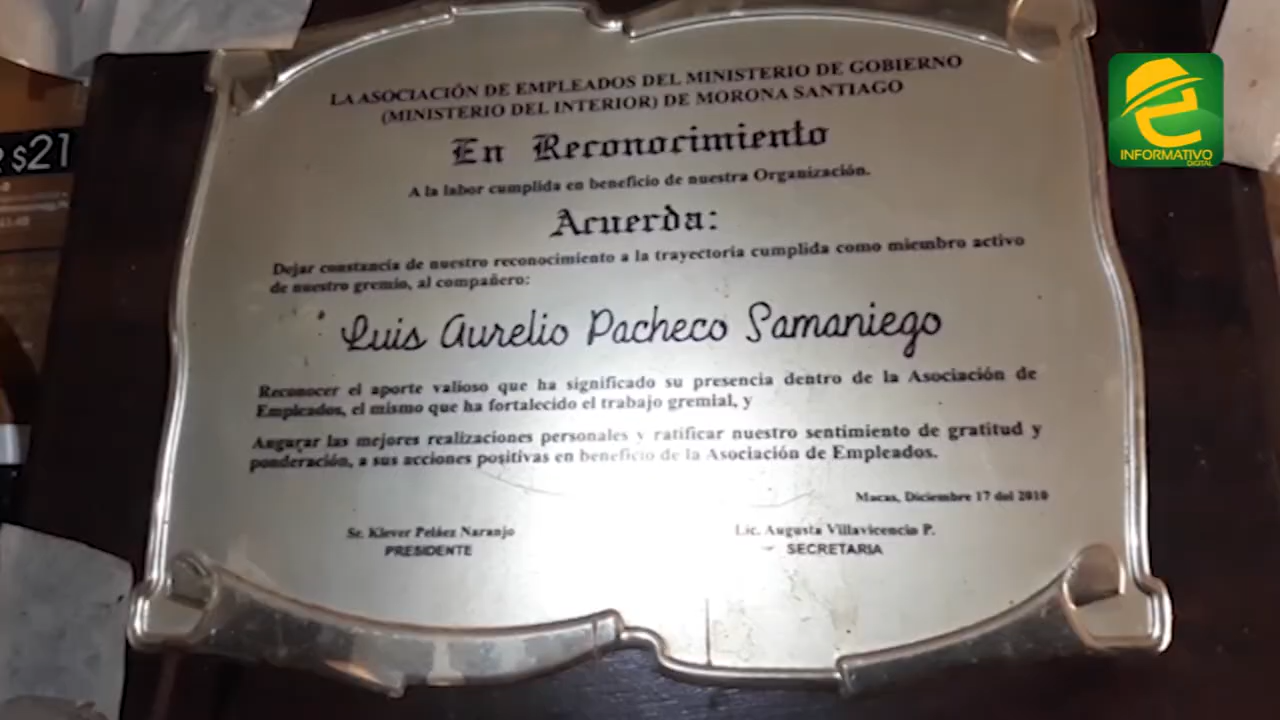 LA ASOCIACIÓN DE EMPLEADOS DEL MINISTERIO DE GOBIERNO
(MINISTERIO DEL INTERIOR) DE MORONA SANTIAGO
En Reconocimiento
A la labor cumplida en beneficio de nuestra Organización.
Acuerda:
Dejar constancia de nuestro reconocimiento a la trayectoria cumplida como miembro activo
de nuestro gremio, al compañero:
Luis Aurelio Pacheco Samaniego
Reconocer el aporte valioso que ha significado su presencia dentro de la Asociación de
Empleados, el mismo que ha fortalecido el trabajo gremial, y
Augurar las mejores realizaciones personales y ratificar nuestro sentimiento de gratitud y
ponderación, a sus acciones positivas en beneficio de la Asociación de Empleados.
Macas, Diciembre 17 del 2010
Sr. Klever Peláez Naranjo
PRESIDENTE
Lic. Augusta Villavicencio P.
SECRETARIA
$21
e
INFORMATIVO
DIGITAL